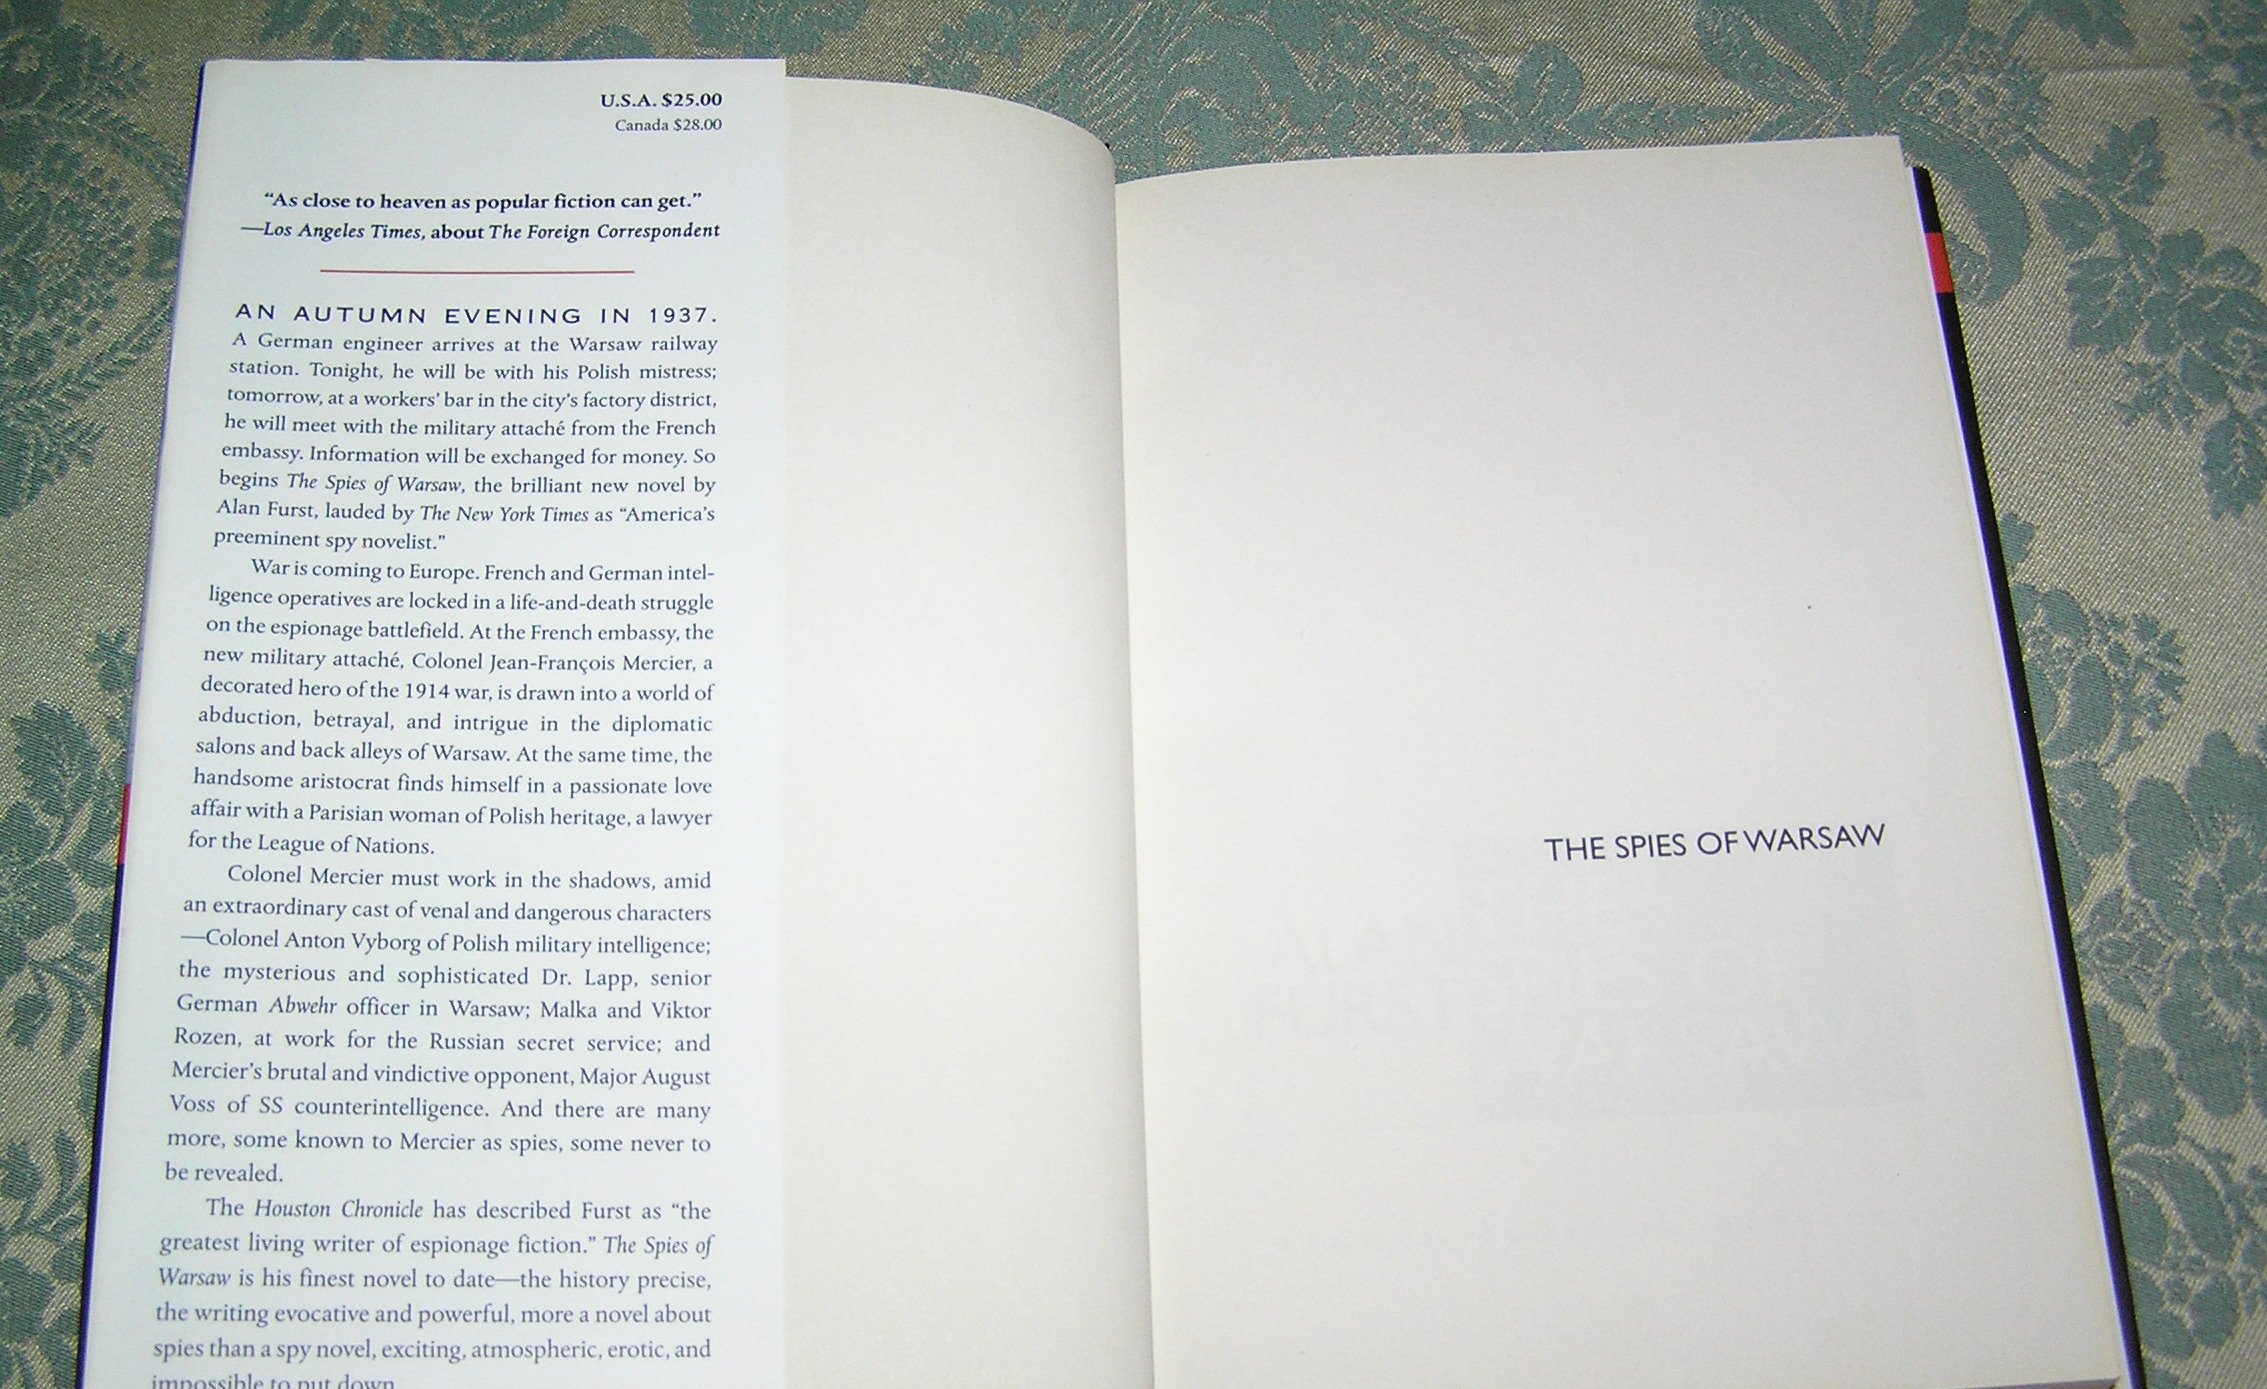 U.S.A. $25.00
Canada $28.00
“As close to heaven as popular fiction can get.”
—Los Angeles Times, about The Foreign Correspondent
AN AUTUMN EVENING IN 1937.
A German engineer arrives at the Warsaw railway
station. Tonight, he will be with his Polish mistress;
tomorrow, at a workers’ bar in the city’s factory district,
he will meet with the military attaché from the French
embassy. Information will be exchanged for money. So
begins The Spies of Warsaw, the brilliant new novel by
Alan Furst, lauded by The New York Times as “America’s
preeminent spy novelist.”
War is coming to Europe. French and German intel-
ligence operatives are locked in a life-and-death struggle
on the espionage battlefield. At the French embassy, the
new military attaché, Colonel Jean-François Mercier, a
decorated hero of the 1914 war, is drawn into a world of
abduction, betrayal, and intrigue in the diplomatic
salons and back alleys of Warsaw. At the same time, the
handsome aristocrat finds himself in a passionate love
affair with a Parisian woman of Polish heritage, a lawyer
for the League of Nations.
Colonel Mercier must work in the shadows, amid
an extraordinary cast of venal and dangerous characters
—Colonel Anton Vyborg of Polish military intelligence;
the mysterious and sophisticated Dr. Lapp, senior
German Abwehr officer in Warsaw; Malka and Viktor
Rozen, at work for the Russian secret service; and
Mercier’s brutal and vindictive opponent, Major August
Voss of SS counterintelligence. And there are many
more, some known to Mercier as spies, some never to
be revealed.
The Houston Chronicle has described Furst as “the
greatest living writer of espionage fiction.” The Spies of
Warsaw is his finest novel to date—the history precise,
the writing evocative and powerful, more a novel about
spies than a spy novel, exciting, atmospheric, erotic, and
impossible to put down.
THE SPIES OF WARSAW